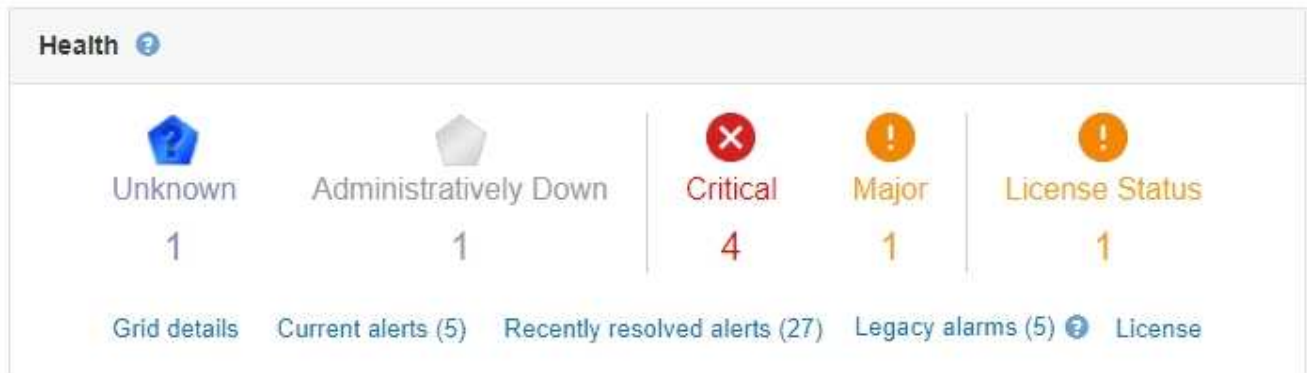 Health ?
Unknown Administratively Down Critical Major License Status
1 1 4 1 1
Grid details Current alerts (5) Recently resolved alerts (27) Legacy alarms (5) ? License